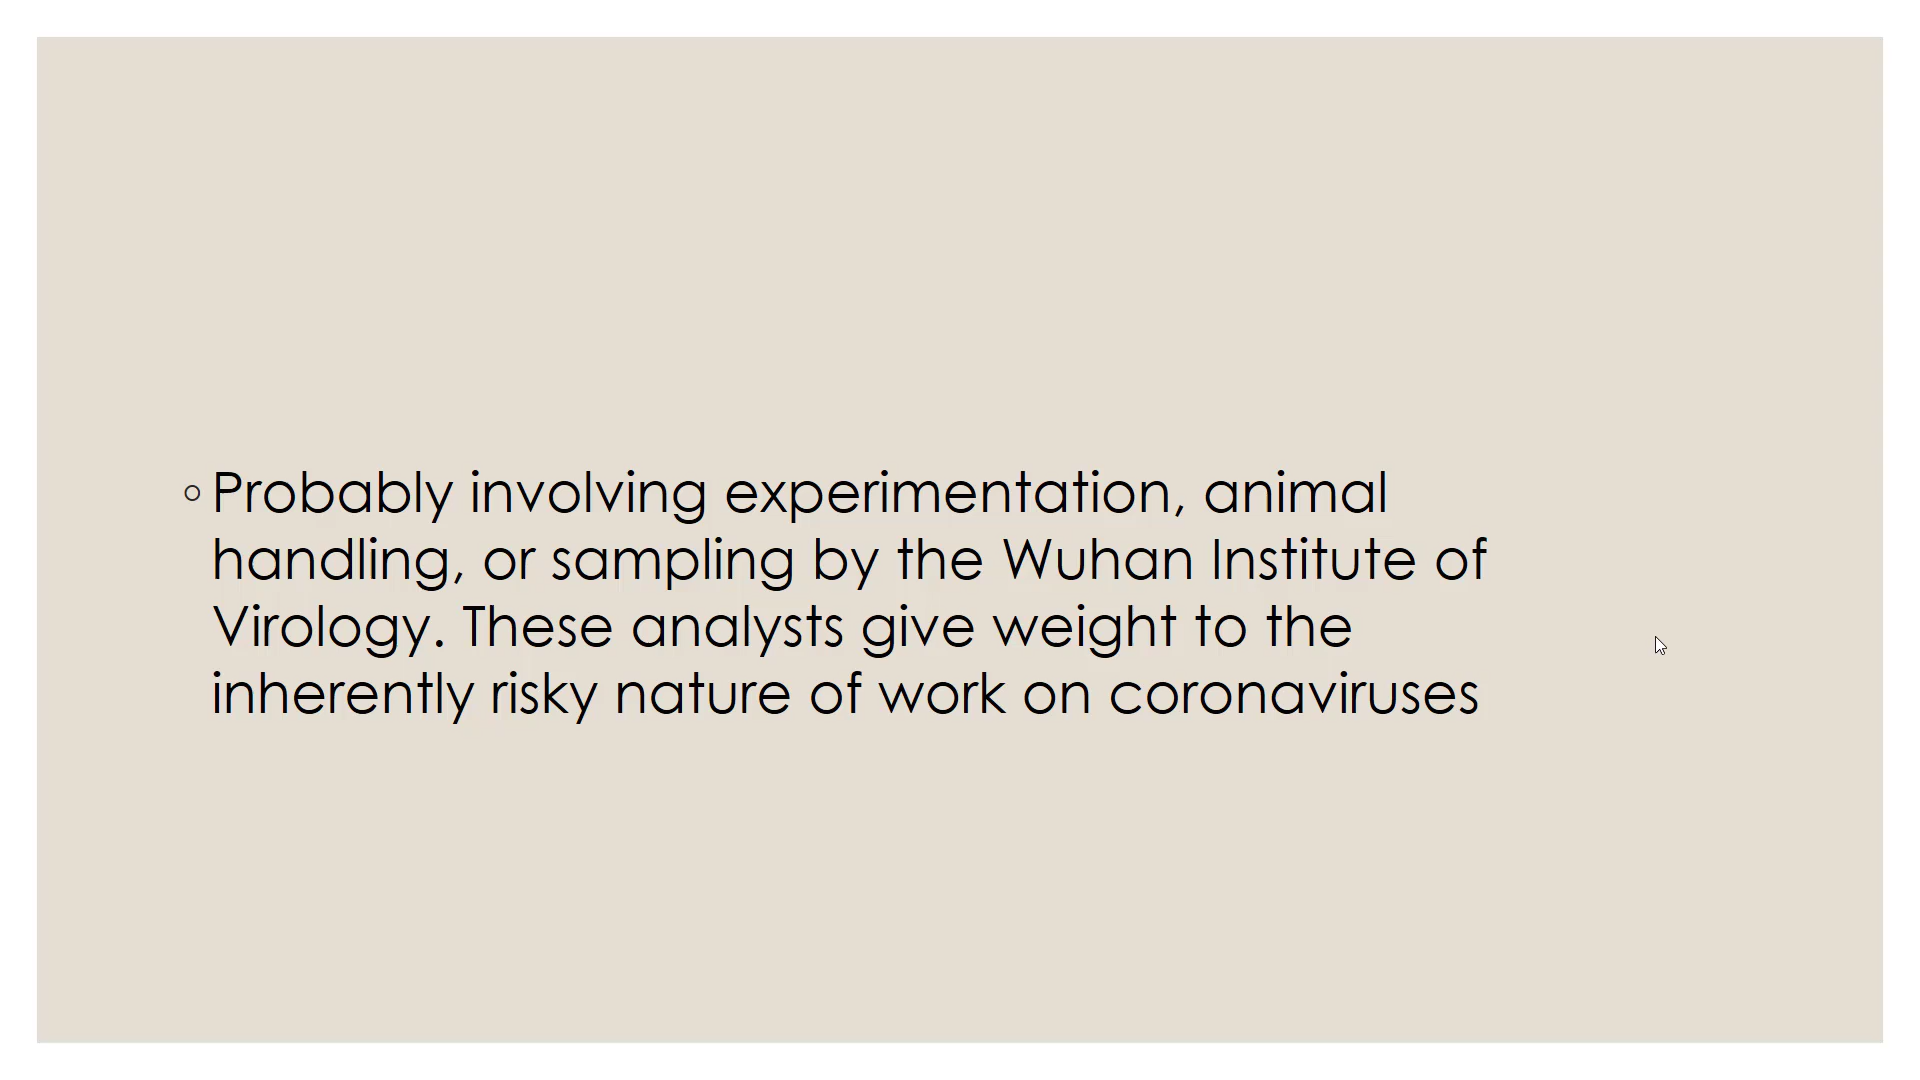 ◦ Probably involving experimentation, animal
handling, or sampling by the Wuhan Institute of
Virology. These analysts give weight to the
inherently risky nature of work on coronaviruses